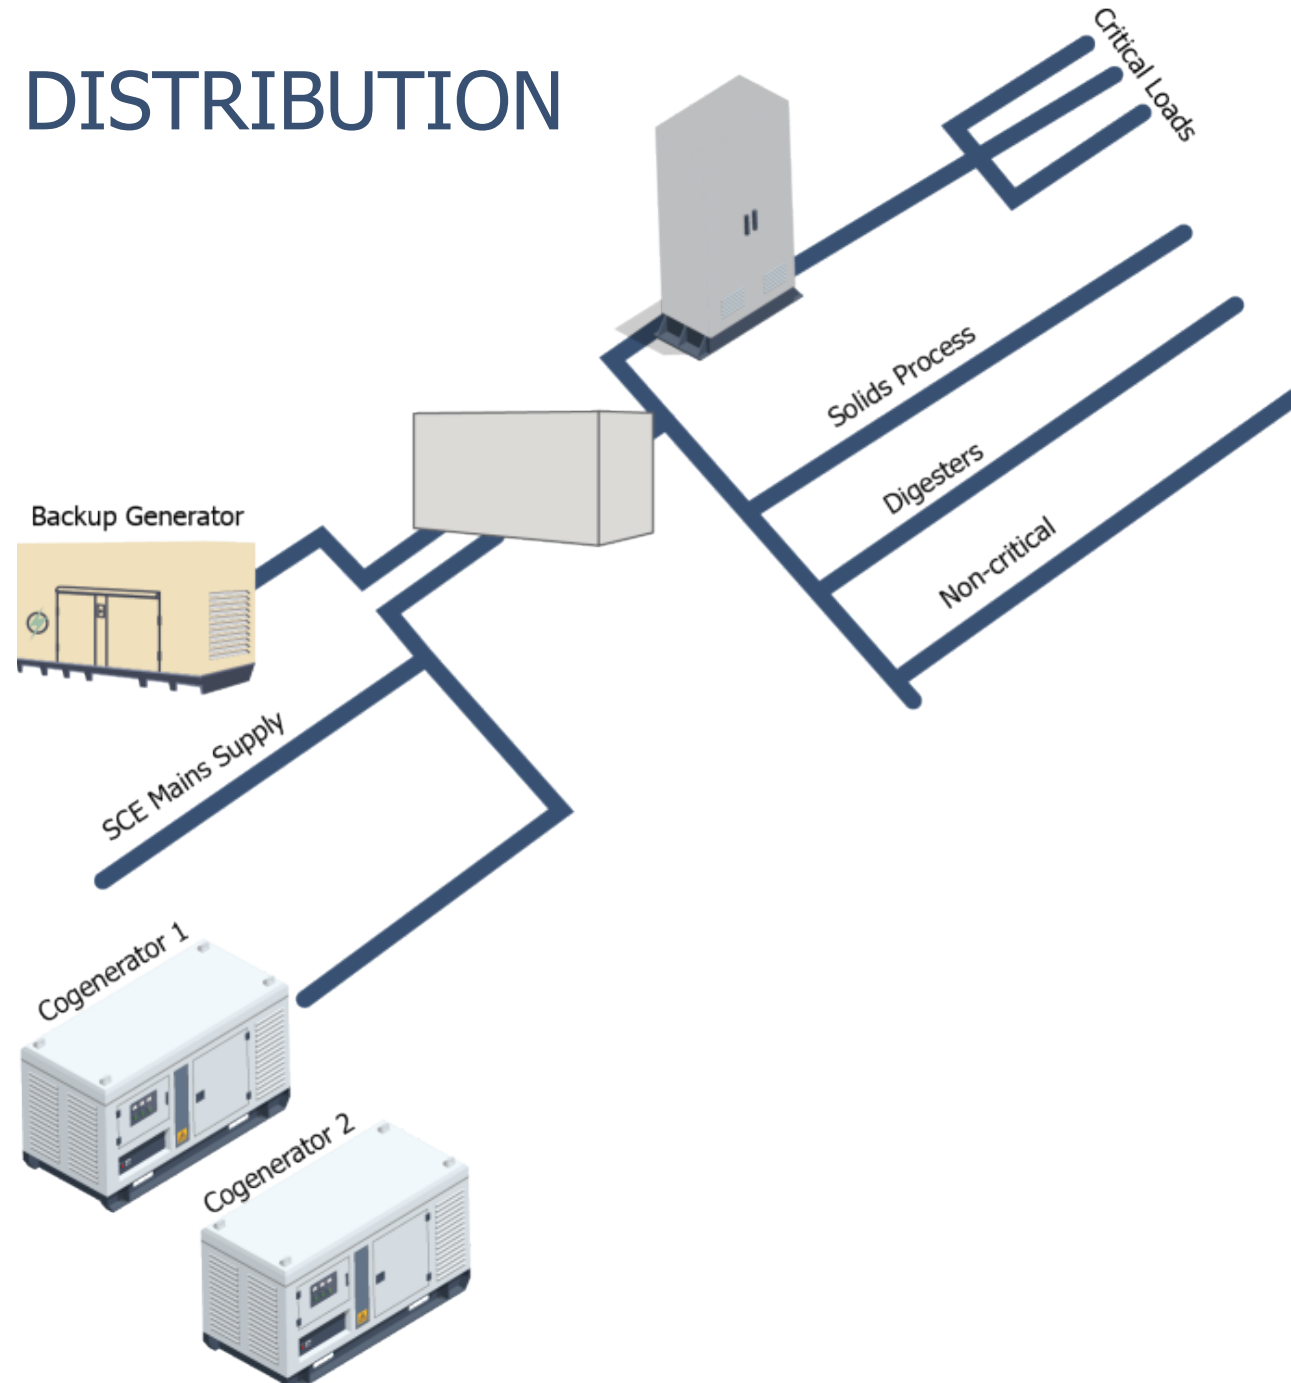 DISTRIBUTION
Critical Loads
Solids Process
Digesters
Non-critical
Backup Generator
SCE Mains Supply
Cogenerator 1
Cogenerator 2